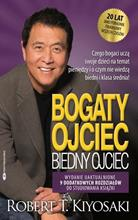 20 LAT
Czego bogaci uczą
swoje dzieci na temat
pieniędzy i o czym nie wiedzą
biedni i klasa średnia!
BOGATY
OJCIEC
BIEDNY OJCIEC
WYDANIE UAKTUALNIONE
9 DODATKOWYCH ROZDZIAŁÓW
DO STUDIOWANIA KSIĄŻKI
ROBERT T. KIYOSAKI